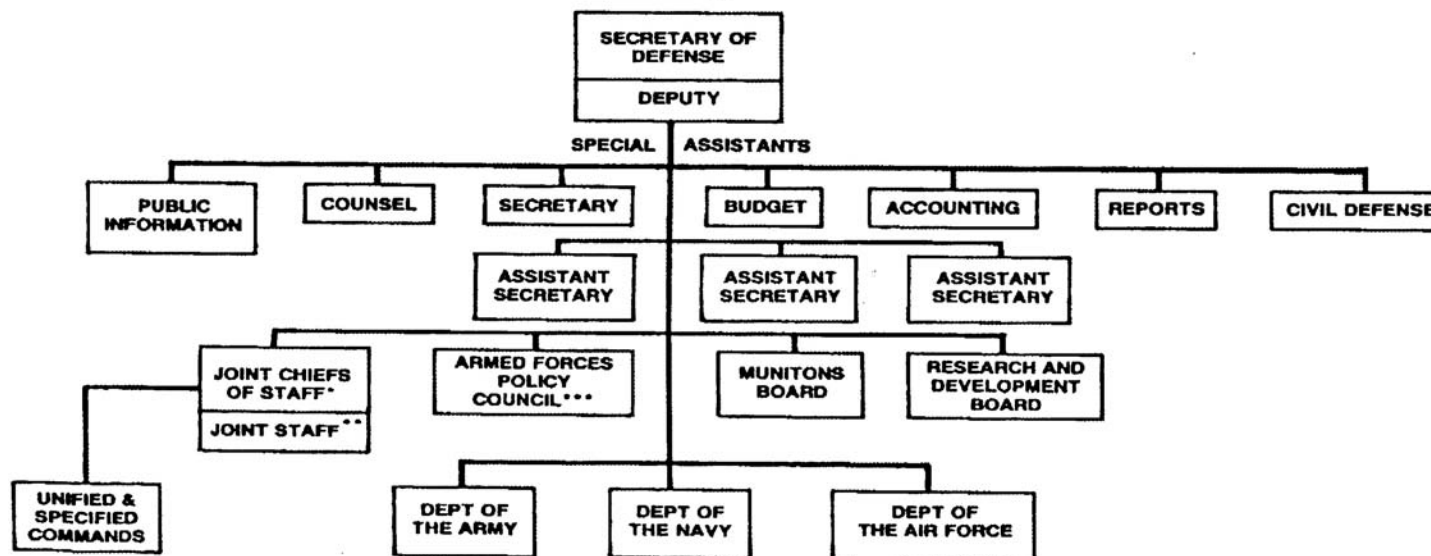 SECRETARY OF
DEFENSE
DEPUTY
SPECIAL ASSISTANTS
PUBLIC
INFORMATION
COUNSEL
SECRETARY
BUDGET
ACCOUNTING
REPORTS
CIVIL DEFENSE
ASSISTANT
SECRETARY
ASSISTANT
SECRETARY
ASSISTANT
SECRETARY
JOINT CHIEFS
OF STAFF*
JOINT STAFF**
ARMED FORCES
POLICY
COUNCIL***
MUNITONS
BOARD
RESEARCH AND
DEVELOPMENT
BOARD
UNIFIED &
SPECIFIED
COMMANDS
DEPT OF
THE ARMY
DEPT OF
THE NAVY
DEPT OF
THE AIR FORCE